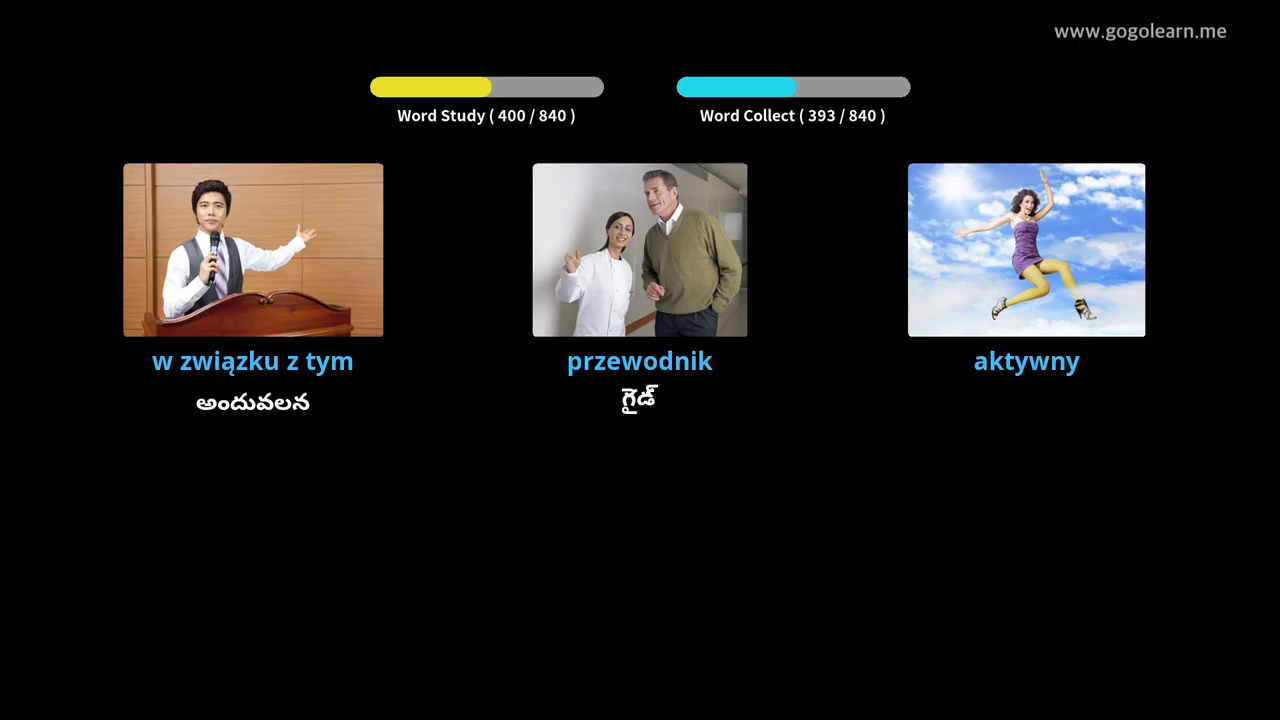 www.gogolearn.me
Word Study ( 400 / 840 )
Word Collect ( 393 / 840 )
w związku z tym
przewodnik
aktywny
అందువలన
గైడ్